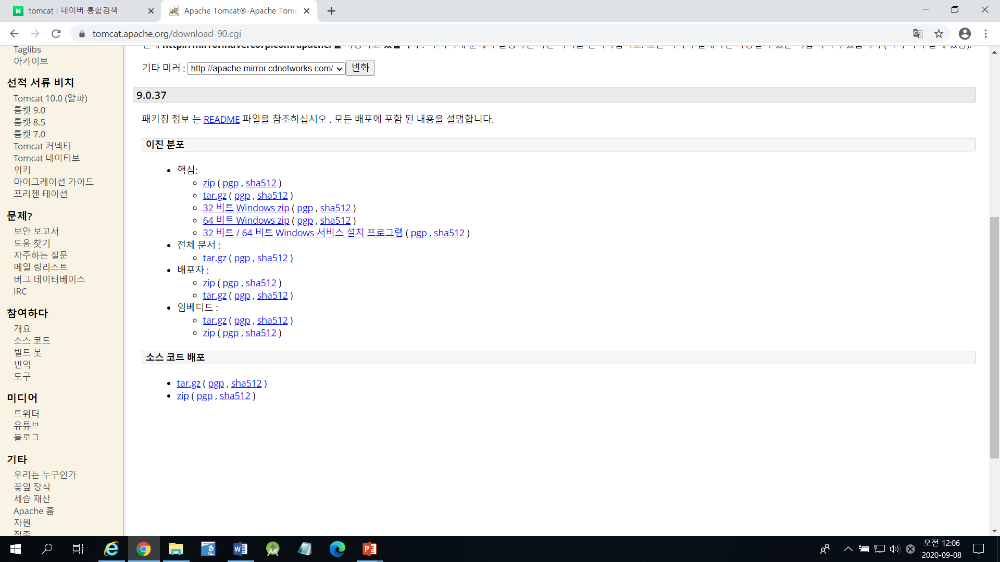 tomcat : 네이버 통합검색
Apache Tomcat®-Apache Tomc
tomcat.apache.org/download-90.cgi
Taglibs
아카이브
선적 서류 비치
Tomcat 10.0 (알파)
톰캣 9.0
톰캣 8.5
톰캣 7.0
Tomcat 커넥터
Tomcat 네이티브
위키
마이그레이션 가이드
프리젠 테이션
문제?
보안 보고서
도움 찾기
자주하는 질문
메일 링리스트
버그 데이터베이스
IRC
참여하다
개요
소스 코드
빌드 봇
번역
도구
미디어
트위터
유튜브
블로그
기타
우리는 누구인가
꽃잎 장식
세습 재산
Apache 홈
자원
접촉
기타 미러 : http://apache.mirror.cdnetworks.com/ 변화
9.0.37
패키징 정보 는 README 파일을 참조하십시오 . 모든 배포에 포함 된 내용을 설명합니다.
이진 분포
핵심:
zip ( pgp , sha512 )
tar.gz ( pgp , sha512 )
32 비트 Windows zip ( pgp , sha512 )
64 비트 Windows zip ( pgp , sha512 )
32 비트 / 64 비트 Windows 서비스 설치 프로그램 ( pgp , sha512 )
전체 문서 :
tar.gz ( pgp , sha512 )
배포자 :
zip ( pgp , sha512 )
tar.gz ( pgp , sha512 )
임베디드 :
tar.gz ( pgp , sha512 )
zip ( pgp , sha512 )
소스 코드 배포
tar.gz ( pgp , sha512 )
zip ( pgp , sha512 )
오전 12:06
2020-09-08